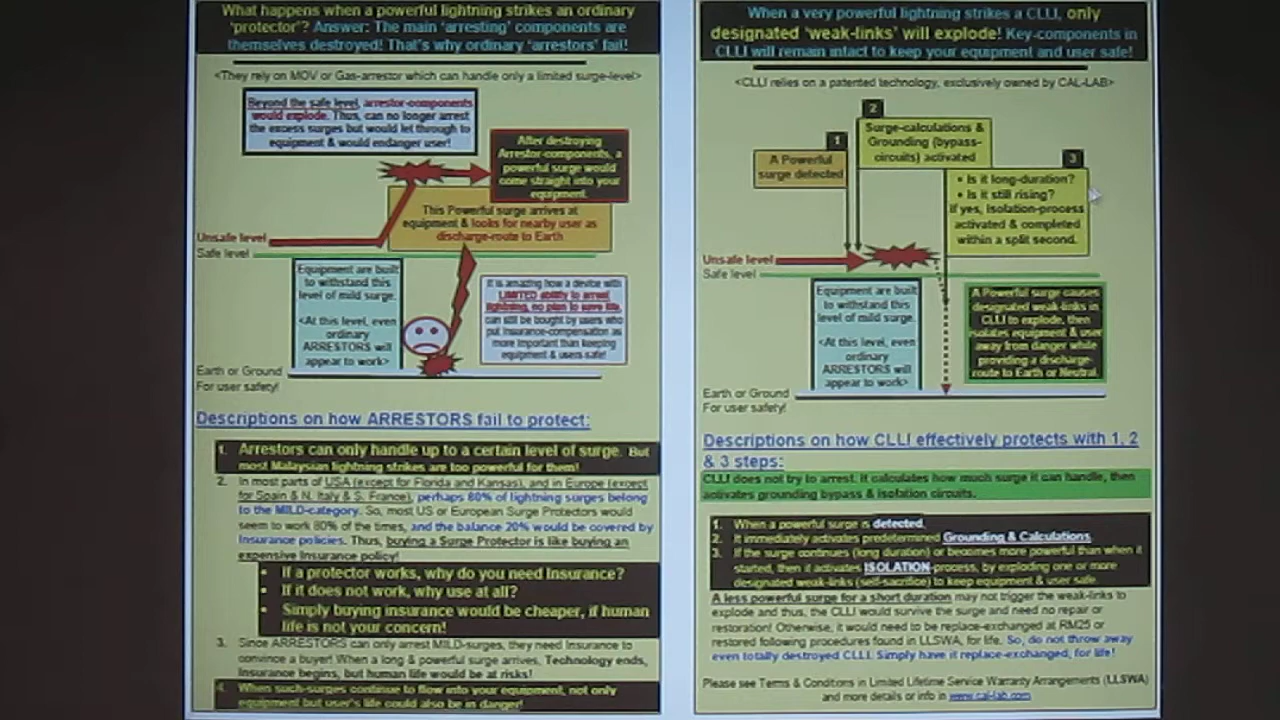 What happens when a powerful lightning strikes an ordinary
'protector'? Answer: The main 'arresting' components are
themselves destroyed! That's why ordinary 'arrestors' fail!
<They rely on MOV or Gas-arrestor which can handle only a limited surge-level>
Beyond the safe level, arrestor-components
would explode. Thus, can no longer arrest
the excess surges but would let through to
equipment & would endanger user!
After destroying
Arrestor-components, a
powerful surge would
come straight into your
equipment.
This Powerful surge arrives at
equipment & looks for nearby user as
discharge-route to Earth
Unsafe level
Safe level
Equipment are built
to withstand this
level of mild surge.
<At this level, even
ordinary
ARRESTORS will
appear to work>
It is amazing how a device with
LIMITED ability to arrest
lightning, no plan to save life,
can still be bought by users who
put Insurance-compensation as
more important than keeping
equipment & users safe!
Earth or Ground
For user safety!
Descriptions on how ARRESTORS fail to protect:
1. Arrestors can only handle up to a certain level of surge. But
most Malaysian lightning strikes are too powerful for them!
2. In most parts of USA (except for Florida and Kansas), and in Europe (except
for Spain & N. Italy & S. France), perhaps 80% of lightning surges belong
to the MILD-category. So, most US or European Surge Protectors would
seem to work 80% of the times, and the balance 20% would be covered by
Insurance policies. Thus, buying a Surge Protector is like buying an
expensive Insurance policy!
• If a protector works, why do you need Insurance?
• If it does not work, why use at all?
• Simply buying insurance would be cheaper, if human
life is not your concern!
3. Since ARRESTORS can only arrest MILD-surges, they need Insurance to
convince a buyer! When a long & powerful surge arrives, Technology ends,
Insurance begins, but human life would be at risks!
4. When such-surges continue to flow into your equipment, not only
equipment but user's life could also be in danger!
When a very powerful lightning strikes a CLLI, only
designated 'weak-links' will explode! Key-components in
CLLI will remain intact to keep your equipment and user safe!
<CLLI relies on a patented technology, exclusively owned by CAL-LAB>
1
A Powerful
surge detected
2
Surge-calculations &
Grounding (bypass-
circuits) activated
3
• Is it long-duration?
• Is it still rising?
If yes, Isolation-process
activated & completed
within a split second.
Unsafe level
Safe level
Equipment are built
to withstand this
level of mild surge.
<At this level, even
ordinary
ARRESTORS will
appear to work>
A Powerful surge causes
designated weak-links in
CLLI to explode, then
isolates equipment & user
away from danger while
providing a discharge-
route to Earth or Neutral.
Earth or Ground
For user safety!
Descriptions on how CLLI effectively protects with 1, 2
& 3 steps:
CLLI does not try to arrest. It calculates how much surge it can handle, then
activates grounding bypass & isolation circuits.
1. When a powerful surge is detected,
2. It immediately activates predetermined Grounding & Calculations.
3. If the surge continues (long duration) or becomes more powerful than when it
started, then it activates ISOLATION-process, by exploding one or more
designated weak-links (self-sacrifice) to keep equipment & user safe.
A less powerful surge for a short duration may not trigger the weak-links to
explode and thus, the CLLI would survive the surge and need no repair or
restoration! Otherwise, it would need to be replace-exchanged at RM25 or
restored following procedures found in LLSWA, for life. So, do not throw away
even totally destroyed CLLI. Simply have it replace-exchanged, for life!
Please see Terms & Conditions in Limited Lifetime Service Warranty Arrangements (LLSWA)
and more details or info in www.cal-lab.com